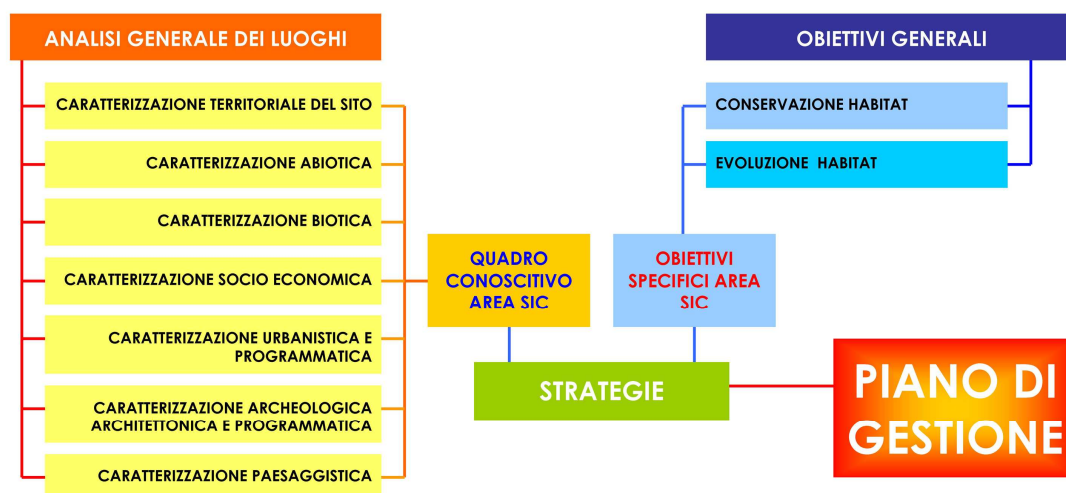 ANALISI GENERALE DEI LUOGHI
CARATTERIZZAZIONE TERRITORIALE DEL SITO
CARATTERIZZAZIONE ABIOTICA
CARATTERIZZAZIONE BIOTICA
CARATTERIZZAZIONE SOCIO ECONOMICA
CARATTERIZZAZIONE URBANISTICA E
PROGRAMMATICA
CARATTERIZZAZIONE ARCHEOLOGICA
ARCHITETTONICA E PROGRAMMATICA
CARATTERIZZAZIONE PAESAGGISTICA
QUADRO
CONOSCITIVO
AREA SIC
OBIETTIVI GENERALI
CONSERVAZIONE HABITAT
EVOLUZIONE HABITAT
OBIETTIVI
SPECIFICI AREA
SIC
STRATEGIE
PIANO DI
GESTIONE